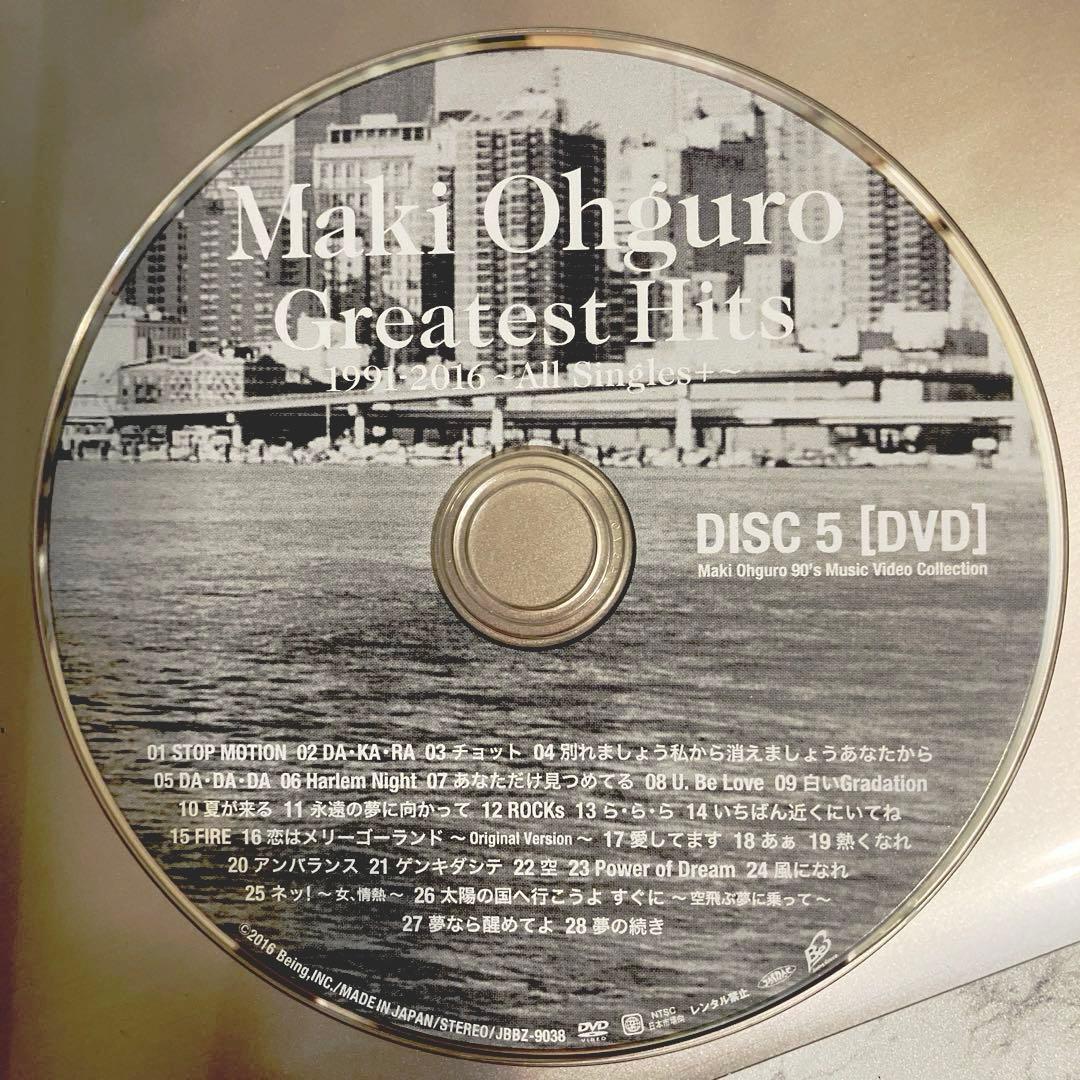 Maki Ohguro
Greatest Hits
1991-2016 ~All Singles+~
DISC 5 [DVD]
Maki Ohguro 90's Music Video Collection
01 STOP MOTION 02 DA・KA・RA 03 チョット 04 別れましょう私から消えましょうあなたから
05 DA・DA・DA 06 Harlem Night 07 あなただけ見つめてる 08 U. Be Love 09 白いGradation
10 夏が来る 11 永遠の夢に向かって 12 ROCKs 13 ら・ら・ら 14 いちばん近くにいてね
15 FIRE 16 恋はメリーゴーランド ～ Original Version ～ 17 愛してます 18 あぁ 19 熱くなれ
20 アンバランス 21 ゲンキダシテ 22 空 23 Power of Dream 24 風になれ
25 ネッ! ～ 女、情熱 ～ 26 太陽の国へ行こうよ すぐに ～ 空飛ぶ夢に乗って ～
27 夢なら醒めてよ 28 夢の続き
©2016 Being,INC./MADE IN JAPAN/STEREO/JBBZ-9038
DVD VIDEO
NTSC
日本市場向
レンタル禁止
JASRAC